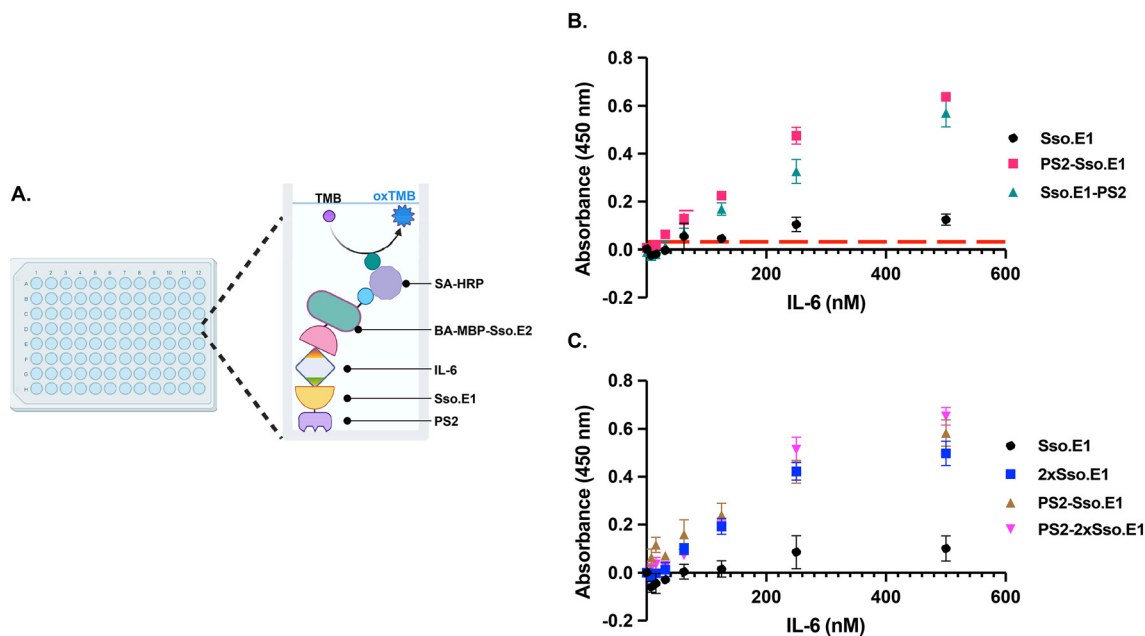 A.
1 2 3 4 5 6 7 8 9 10 11 12
A
B
C
D
E
F
G
H
TMB
oxTMB
SA-HRP
BA-MBP-Sso.E2
IL-6
Sso.E1
PS2
B.
Absorbance (450 nm)
0.8
0.6
0.4
0.2
0.0
-0.2
200 400 600
IL-6 (nM)
Sso.E1
PS2-Sso.E1
Sso.E1-PS2
C.
Absorbance (450 nm)
0.8
0.6
0.4
0.2
0.0
-0.2
200 400 600
IL-6 (nM)
Sso.E1
2xSso.E1
PS2-Sso.E1
PS2-2xSso.E1